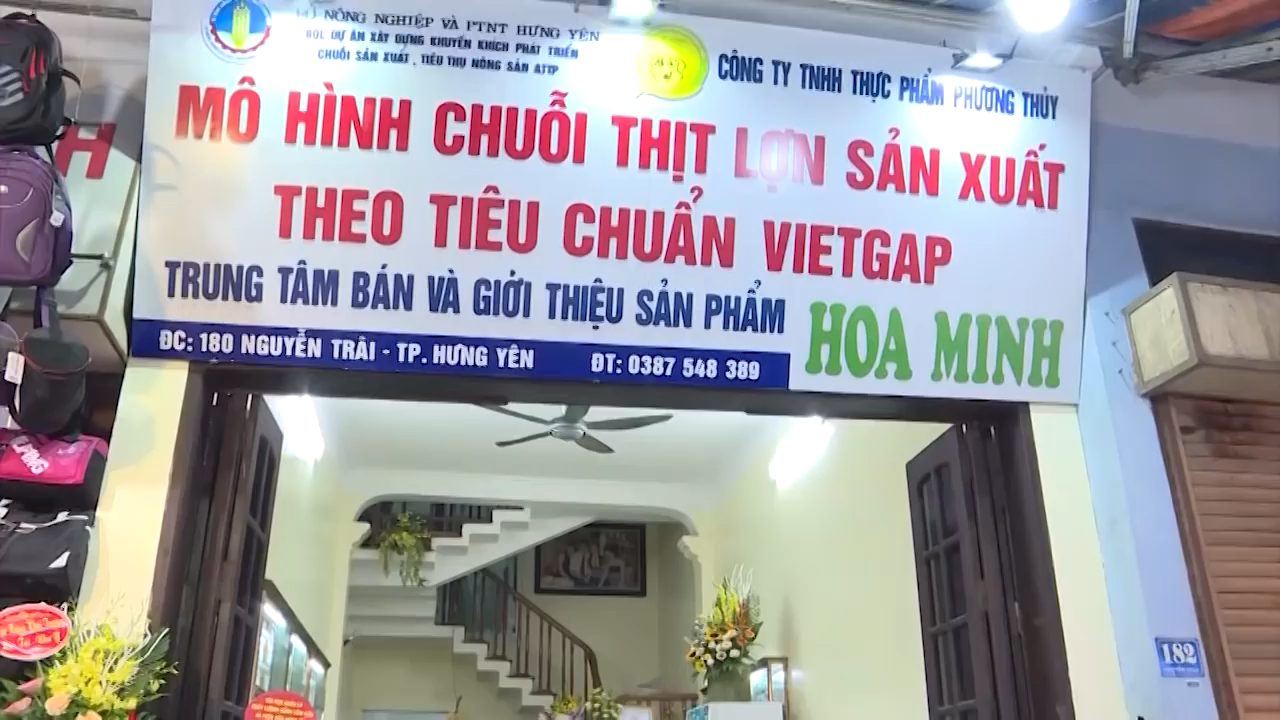 SỞ NÔNG NGHIỆP VÀ PTNT HƯNG YÊN
DỰ ÁN XÂY DỰNG KHUYẾN KHÍCH PHÁT TRIỂN
CHUỖI SẢN XUẤT, TIÊU THỤ NÔNG SẢN ATTP
CÔNG TY TNHH THỰC PHẨM PHƯƠNG THỦY
MÔ HÌNH CHUỖI THỊT LỢN SẢN XUẤT
THEO TIÊU CHUẨN VIETGAP
TRUNG TÂM BÁN VÀ GIỚI THIỆU SẢN PHẨM
HOA MINH
ĐC: 180 NGUYỄN TRÃI - TP. HƯNG YÊN ĐT: 0387 548 389
H
182